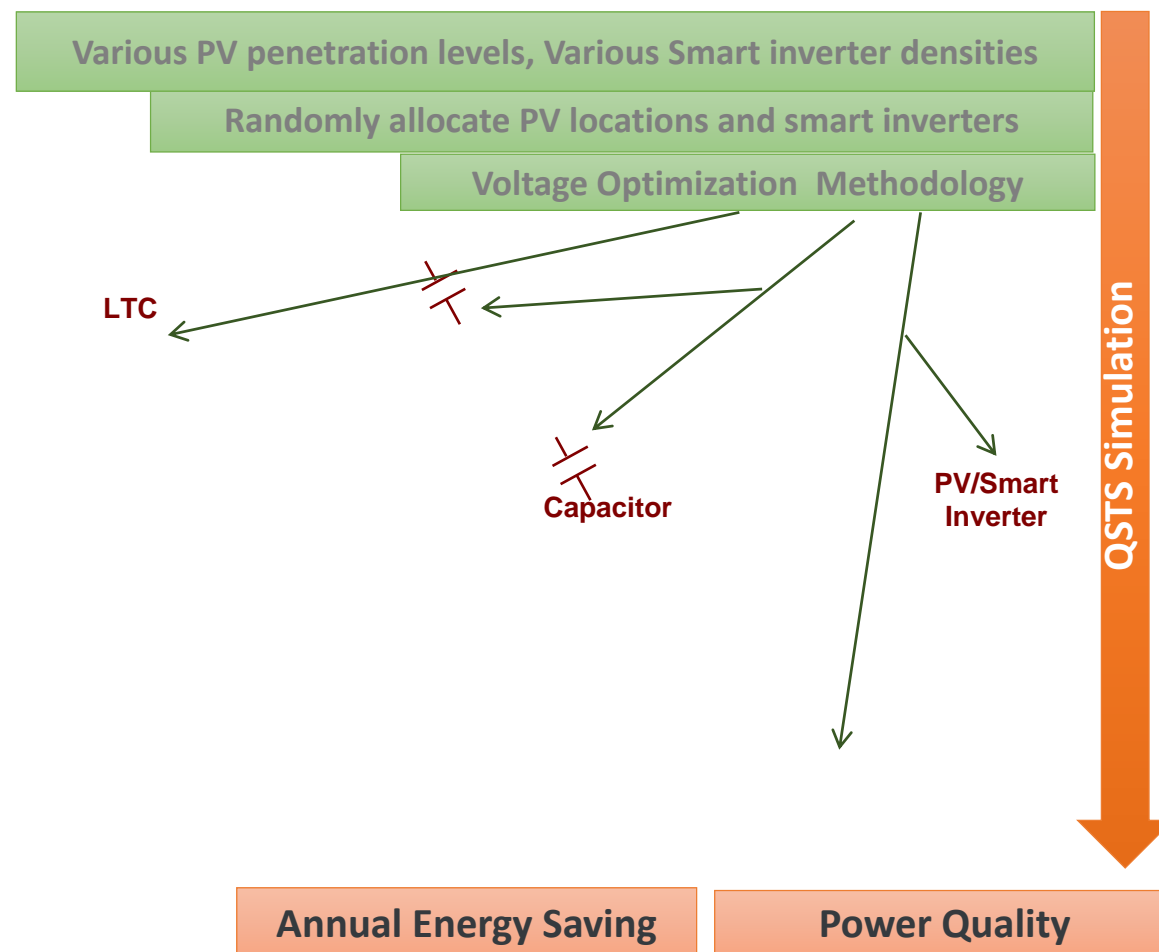 Various PV penetration levels, Various Smart inverter densities
Randomly allocate PV locations and smart inverters
Voltage Optimization Methodology
LTC
Capacitor
PV/Smart
Inverter
QSTS Simulation
Annual Energy Saving
Power Quality